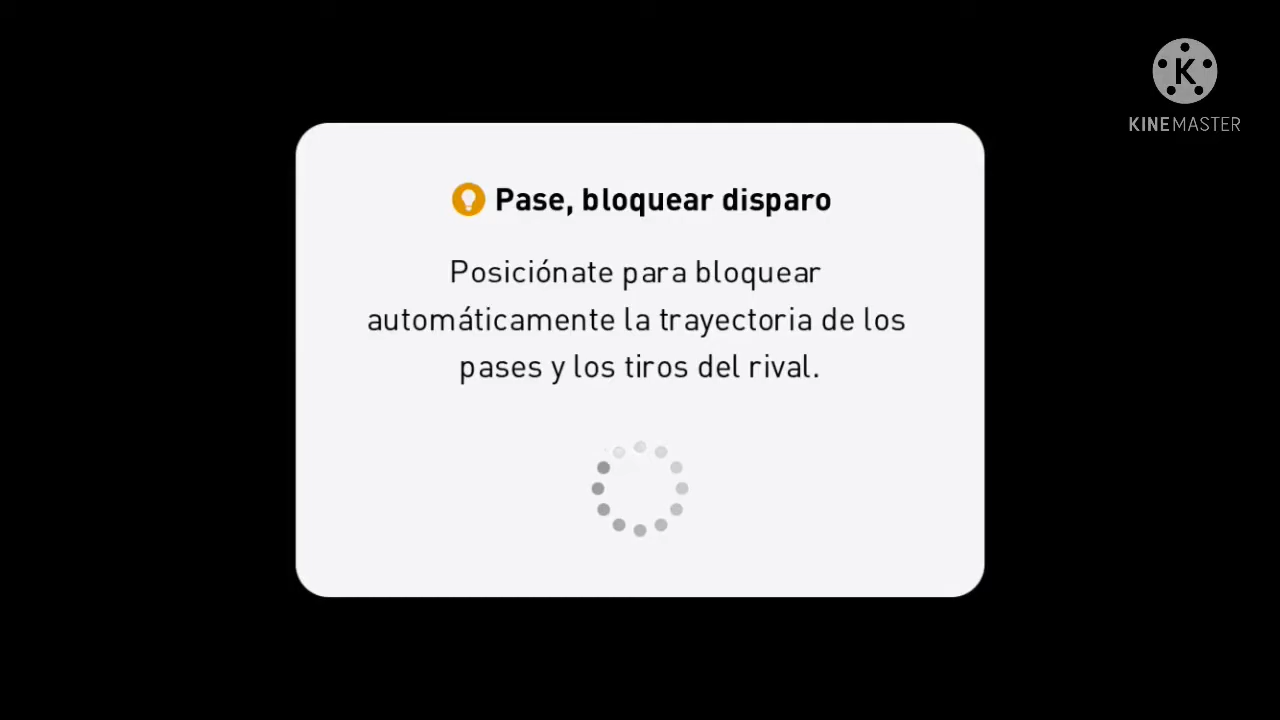 K
KINEMASTER
Pase, bloquear disparo
Posiciónate para bloquear
automáticamente la trayectoria de los
pases y los tiros del rival.